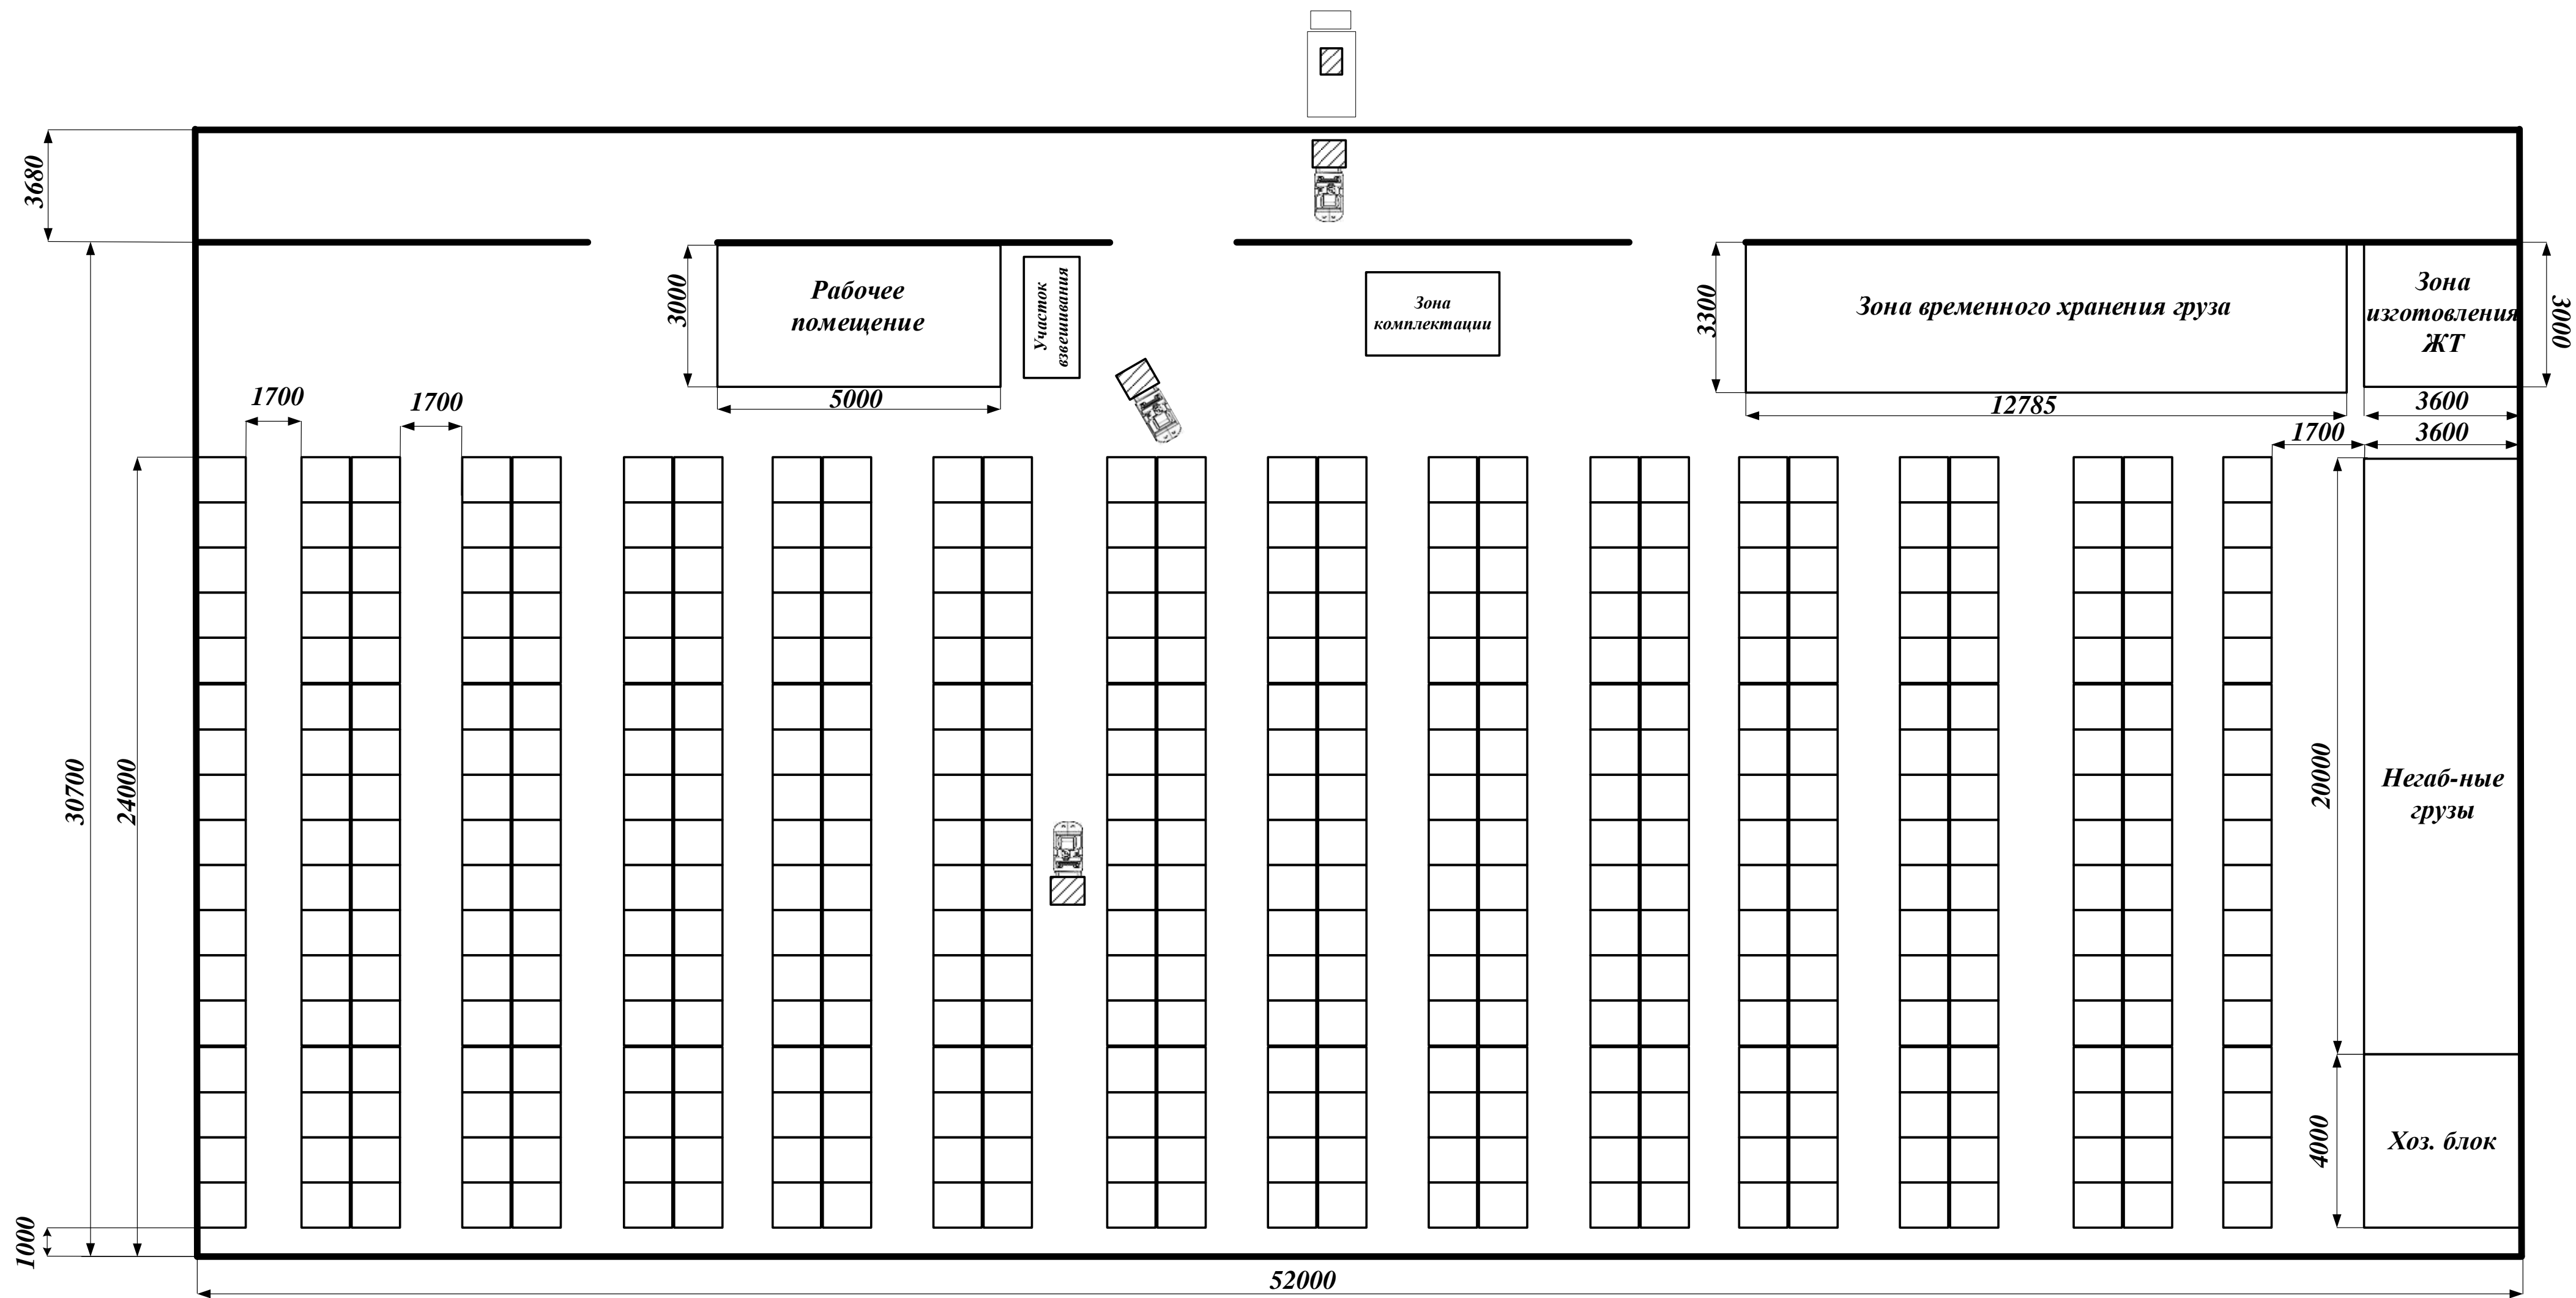 3680
3000
Рабочее
помещение
Участок
взвешивания
Зона
комплектации
3300
Зона временного хранения груза
Зона
изготовления
ЖТ
3000
1700
1700
5000
12785
3600
1700
3600
30700
24000
20000
Негаб-ные
грузы
4000
Хоз. блок
1000
52000